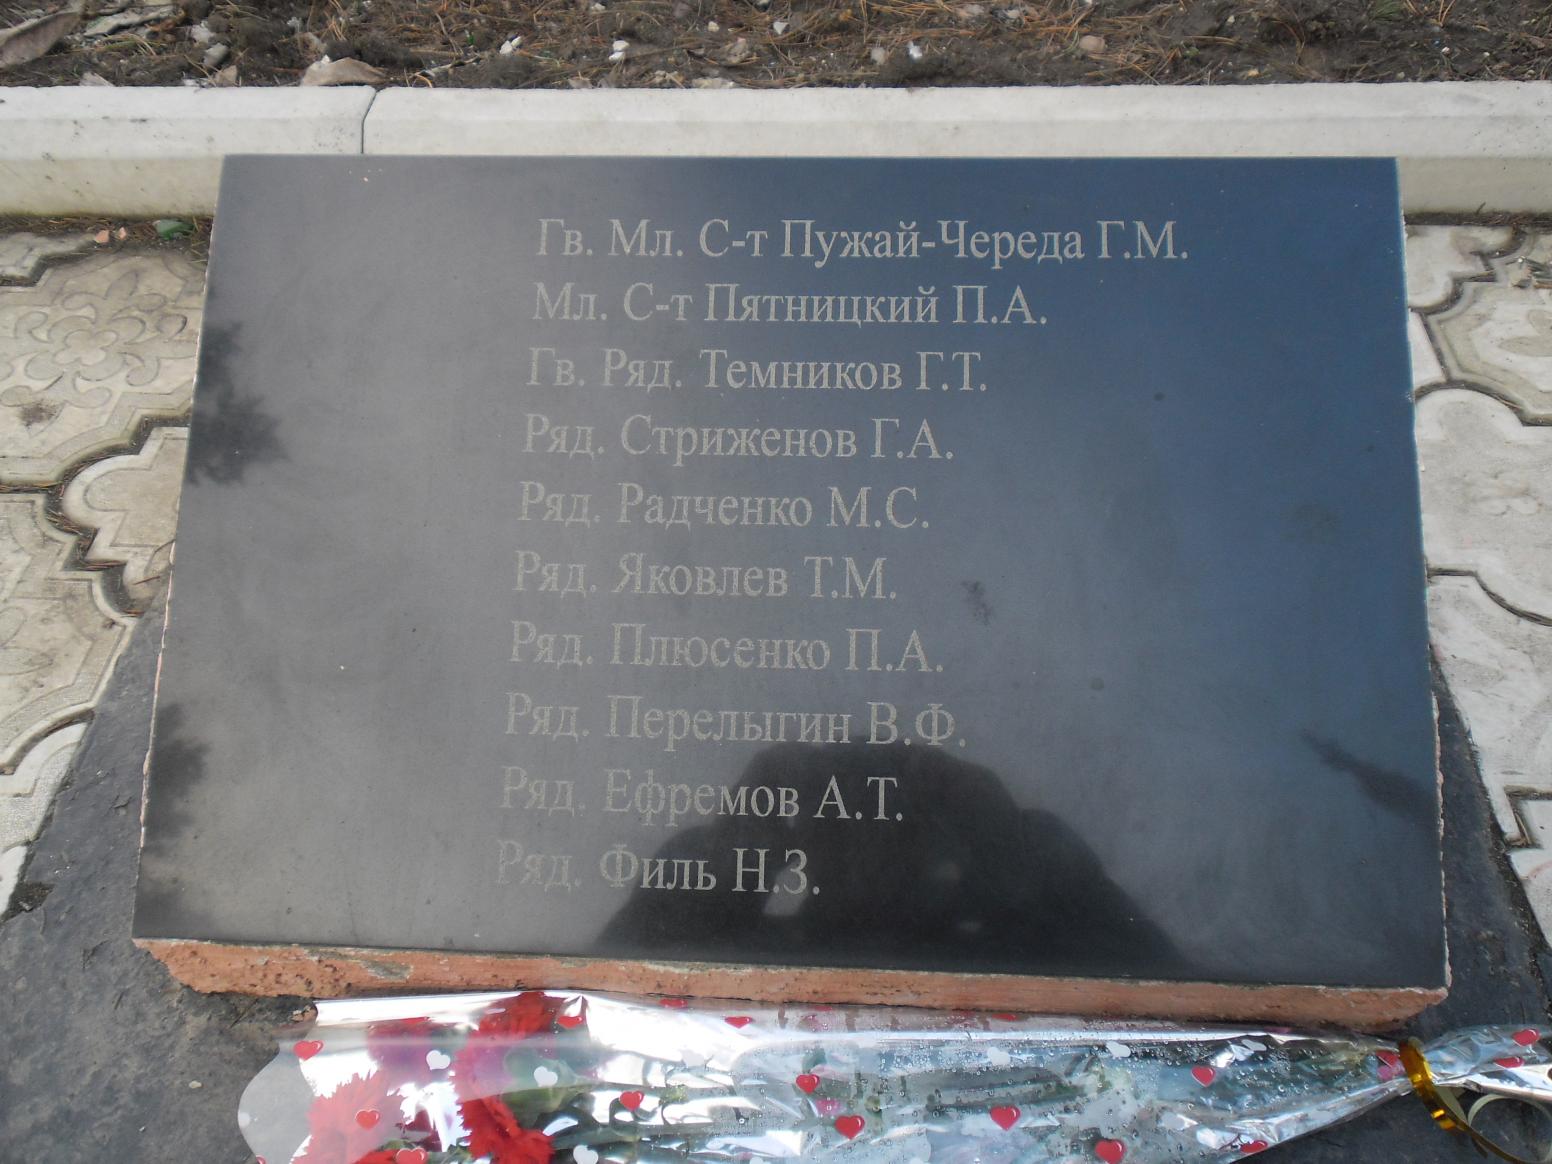 Гв. Мл. С-т Пужай-Череда Г.М.
Мл. С-т Пятницкий П.А.
Гв. Ряд. Темников Г.Т.
Ряд. Стриженов Г.А.
Ряд. Радченко М.С.
Ряд. Яковлев Т.М.
Ряд. Плюсенко П.А.
Ряд. Перелыгин В.Ф.
Ряд. Ефремов А.Т.
Ряд. Филь Н.З.